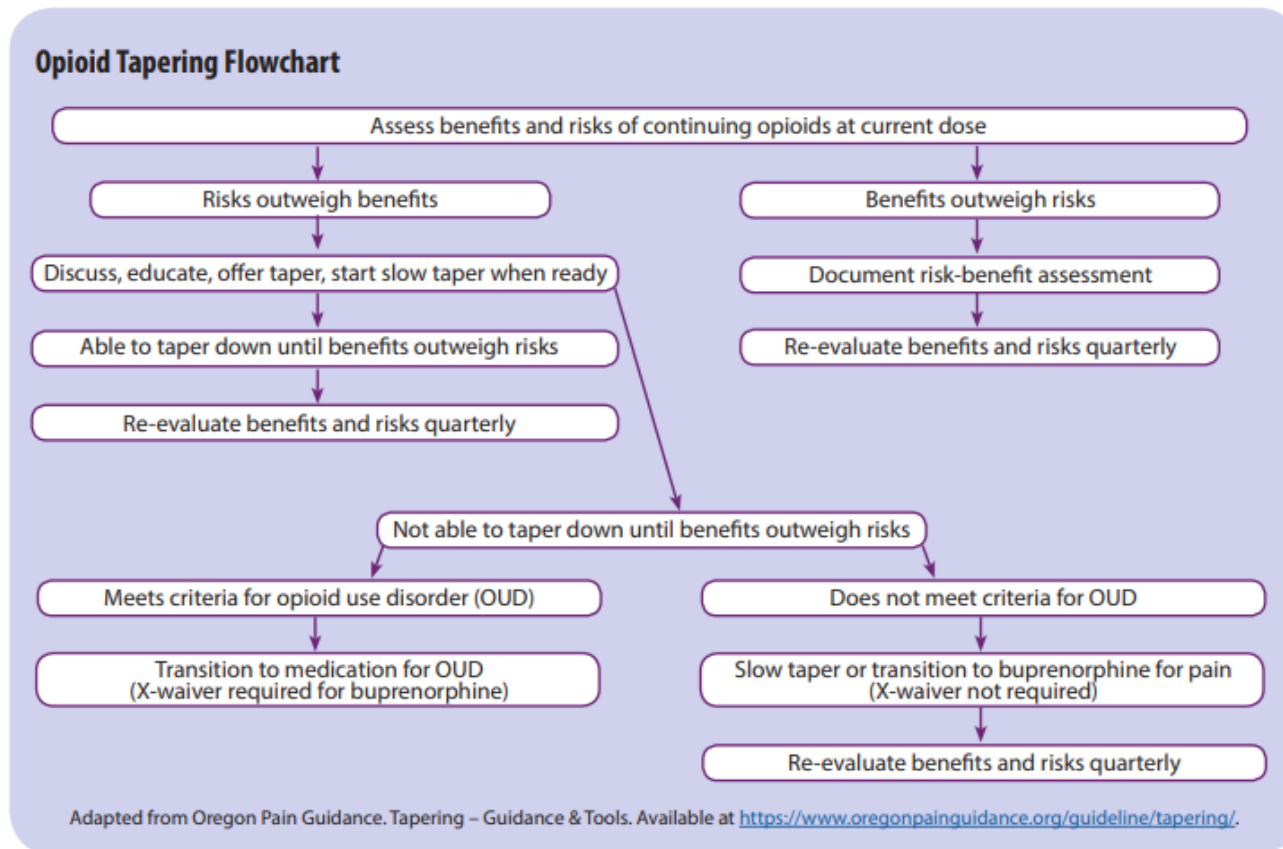 Opioid Tapering Flowchart
Assess benefits and risks of continuing opioids at current dose
Risks outweigh benefits
Discuss, educate, offer taper, start slow taper when ready
Able to taper down until benefits outweigh risks
Re-evaluate benefits and risks quarterly
Benefits outweigh risks
Document risk-benefit assessment
Re-evaluate benefits and risks quarterly
Not able to taper down until benefits outweigh risks
Meets criteria for opioid use disorder (OUD)
Transition to medication for OUD
(X-waiver required for buprenorphine)
Does not meet criteria for OUD
Slow taper or transition to buprenorphine for pain
(X-waiver not required)
Re-evaluate benefits and risks quarterly
Adapted from Oregon Pain Guidance. Tapering – Guidance & Tools. Available at https://www.oregonpainguidance.org/guideline/tapering/.